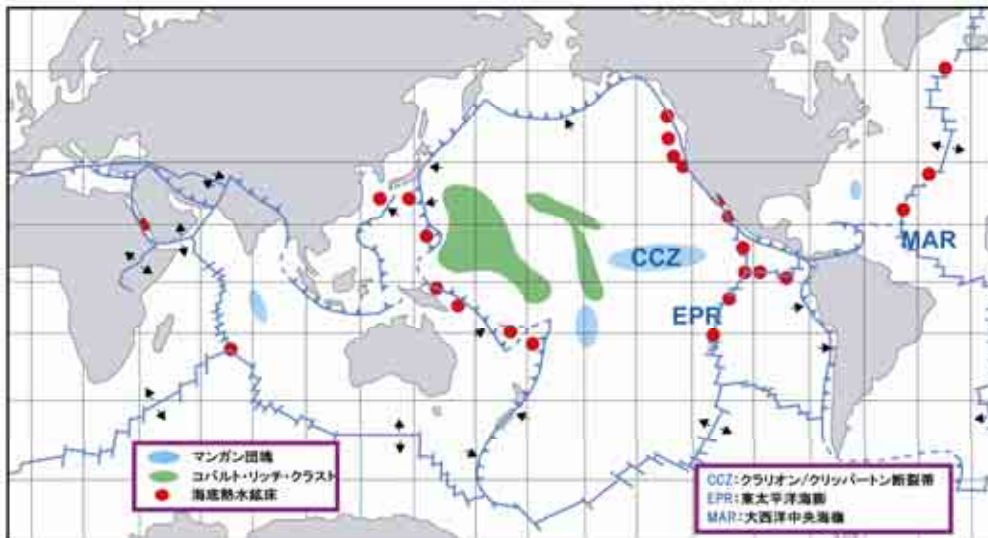 MAR
CCZ
EPR
マンガン団塊
コバルト・リッチ・クラスト
海底熱水鉱床
CCZ:クラリオン/クリッパートン断裂帯
EPR:東太平洋海膨
MAR:大西洋中央海嶺